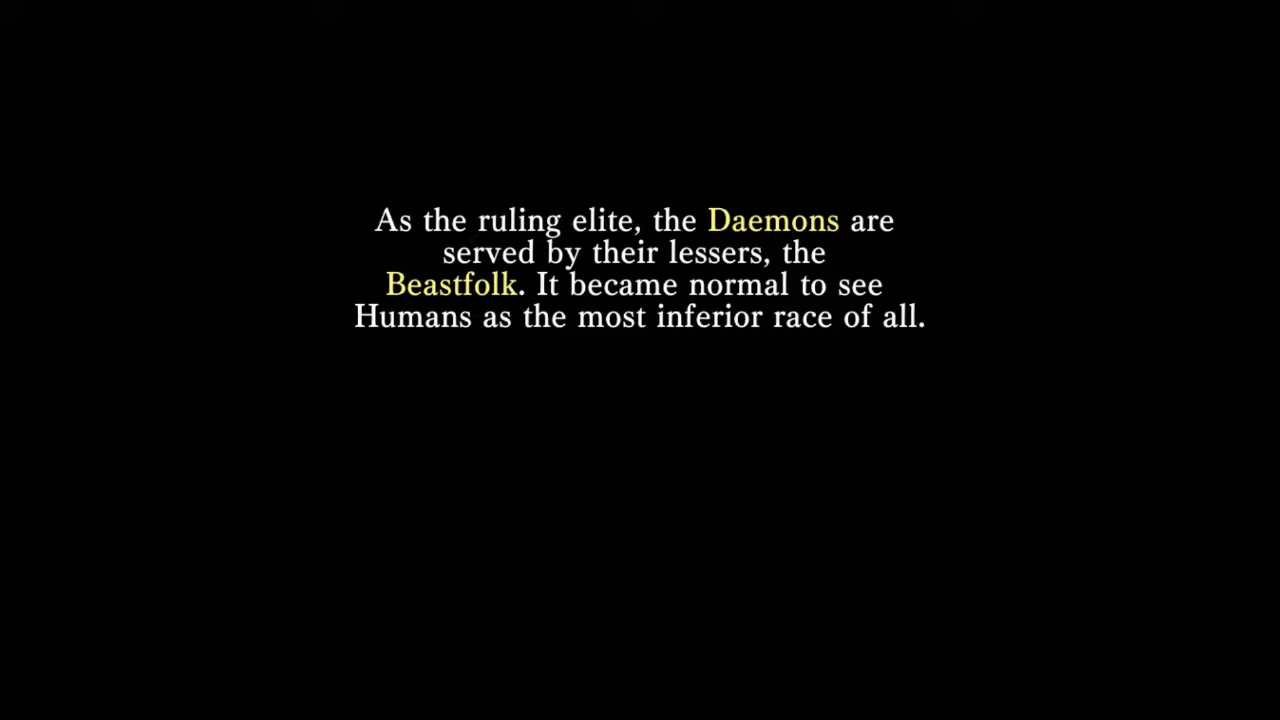 As the ruling elite, the Daemons are
served by their lessers, the
Beastfolk. It became normal to see
Humans as the most inferior race of all.